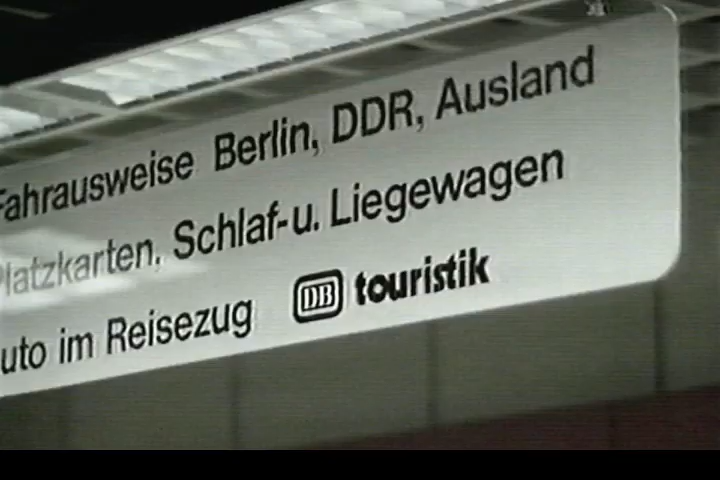 Fahrausweise Berlin, DDR, Ausland
Platzkarten, Schlaf-u. Liegewagen
uto im Reisezug DB touristik